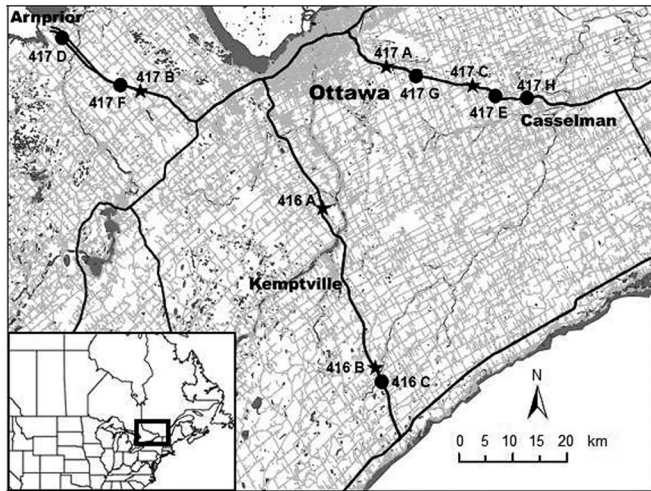 Arnprior
417 D
417 A
417 B
417 C
417 H
417 F
Ottawa
417 G
417 E
Casselman
416 A
Kemptville
416 B
416 C
N
0 5 10 15 20 km